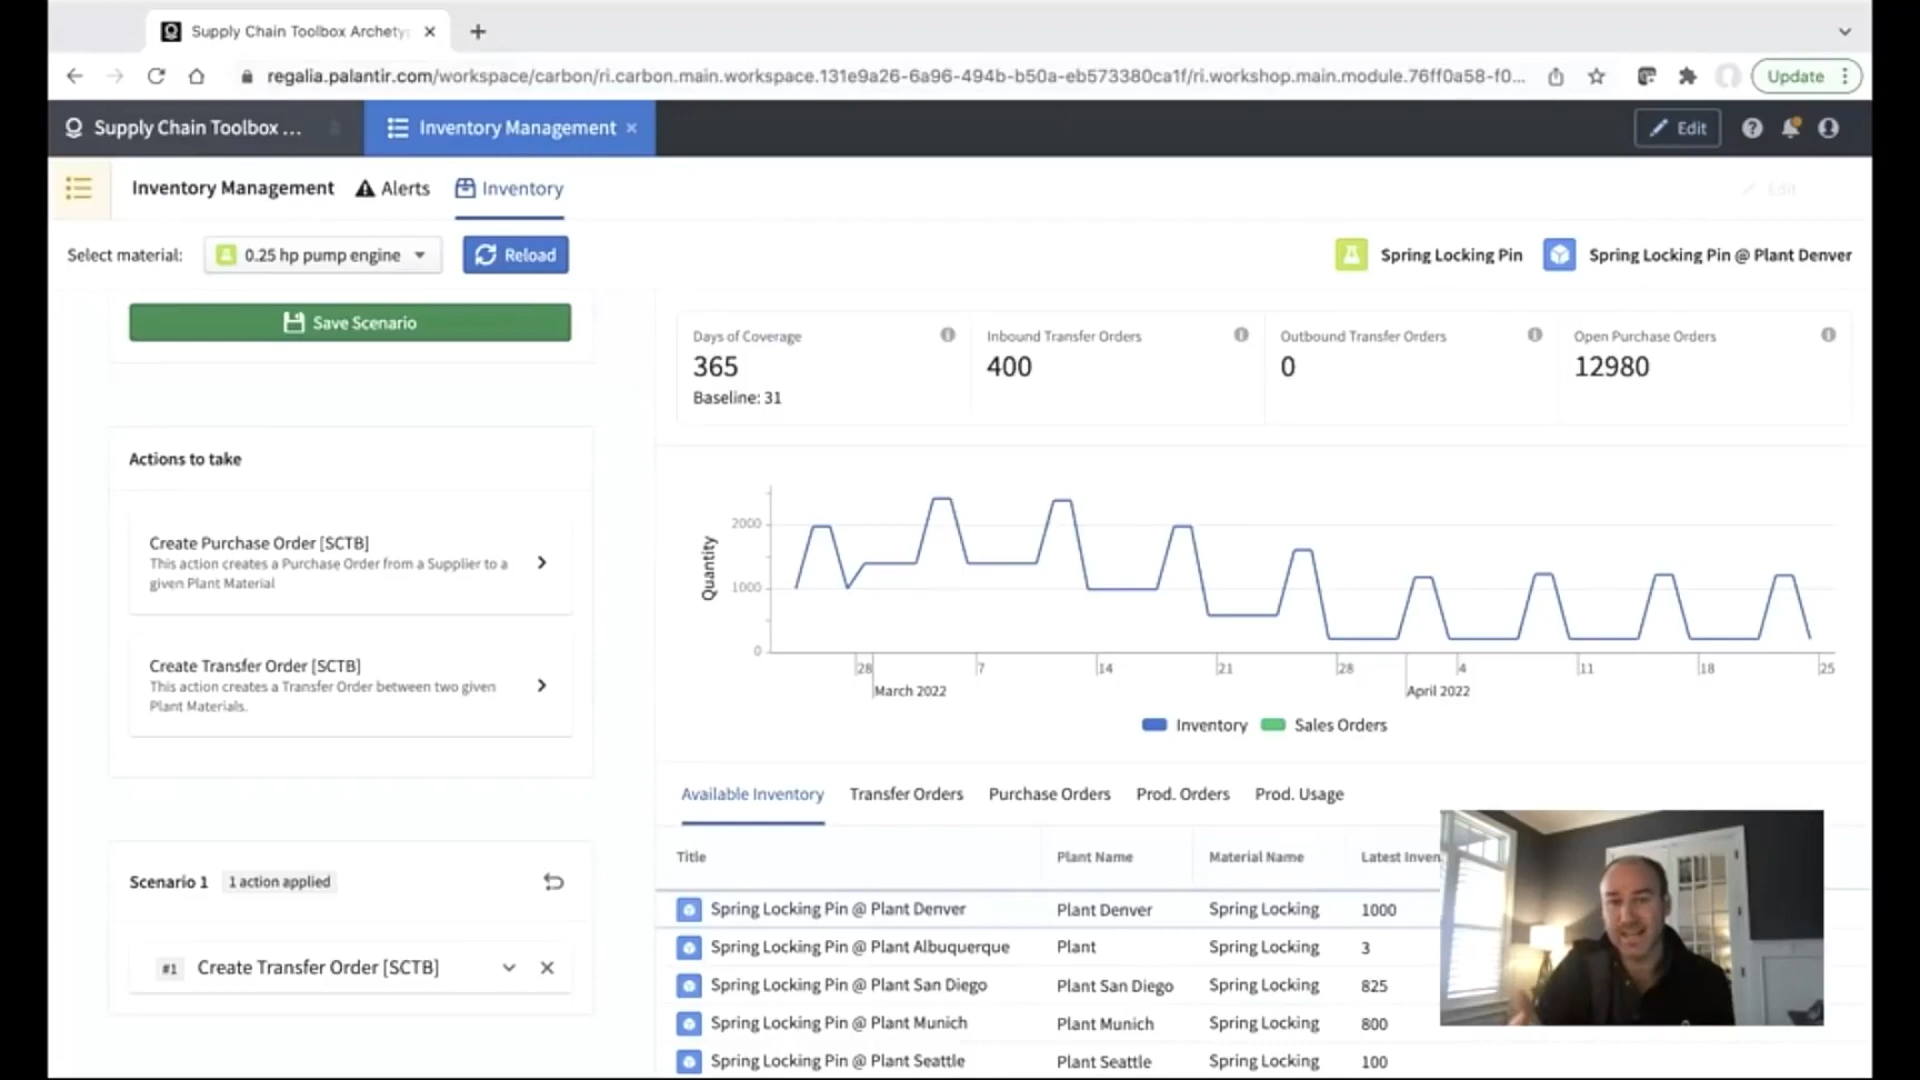 Supply Chain Toolbox Archety
regalia.palantir.com/workspace/carbon/ri.carbon.main.workspace.131e9a26-6a96-494b-b50a-eb573380ca1f/ri.workshop.main.module.76ff0a58-f0...
Update
Supply Chain Toolbox ...
Inventory Management
Edit
Inventory Management
Alerts
Inventory
Edit
Select material:
0.25 hp pump engine
Reload
Spring Locking Pin
Spring Locking Pin @ Plant Denver
Save Scenario
Actions to take
Create Purchase Order [SCTB]
This action creates a Purchase Order from a Supplier to a
given Plant Material
Create Transfer Order [SCTB]
This action creates a Transfer Order between two given
Plant Materials.
Scenario 1 1 action applied
#1 Create Transfer Order [SCTB]
Days of Coverage
365
Baseline: 31
Inbound Transfer Orders
400
Outbound Transfer Orders
0
Open Purchase Orders
12980
Quantity
2000
1000
0
28 7 14 21 28 4 11 18 25
March 2022 April 2022
Inventory Sales Orders
Available Inventory Transfer Orders Purchase Orders Prod. Orders Prod. Usage
Title Plant Name Material Name Latest Inven
Spring Locking Pin @ Plant Denver Plant Denver Spring Locking 1000
Spring Locking Pin @ Plant Albuquerque Plant Spring Locking 3
Spring Locking Pin @ Plant San Diego Plant San Diego Spring Locking 825
Spring Locking Pin @ Plant Munich Plant Munich Spring Locking 800
Spring Locking Pin @ Plant Seattle Plant Seattle Spring Locking 100